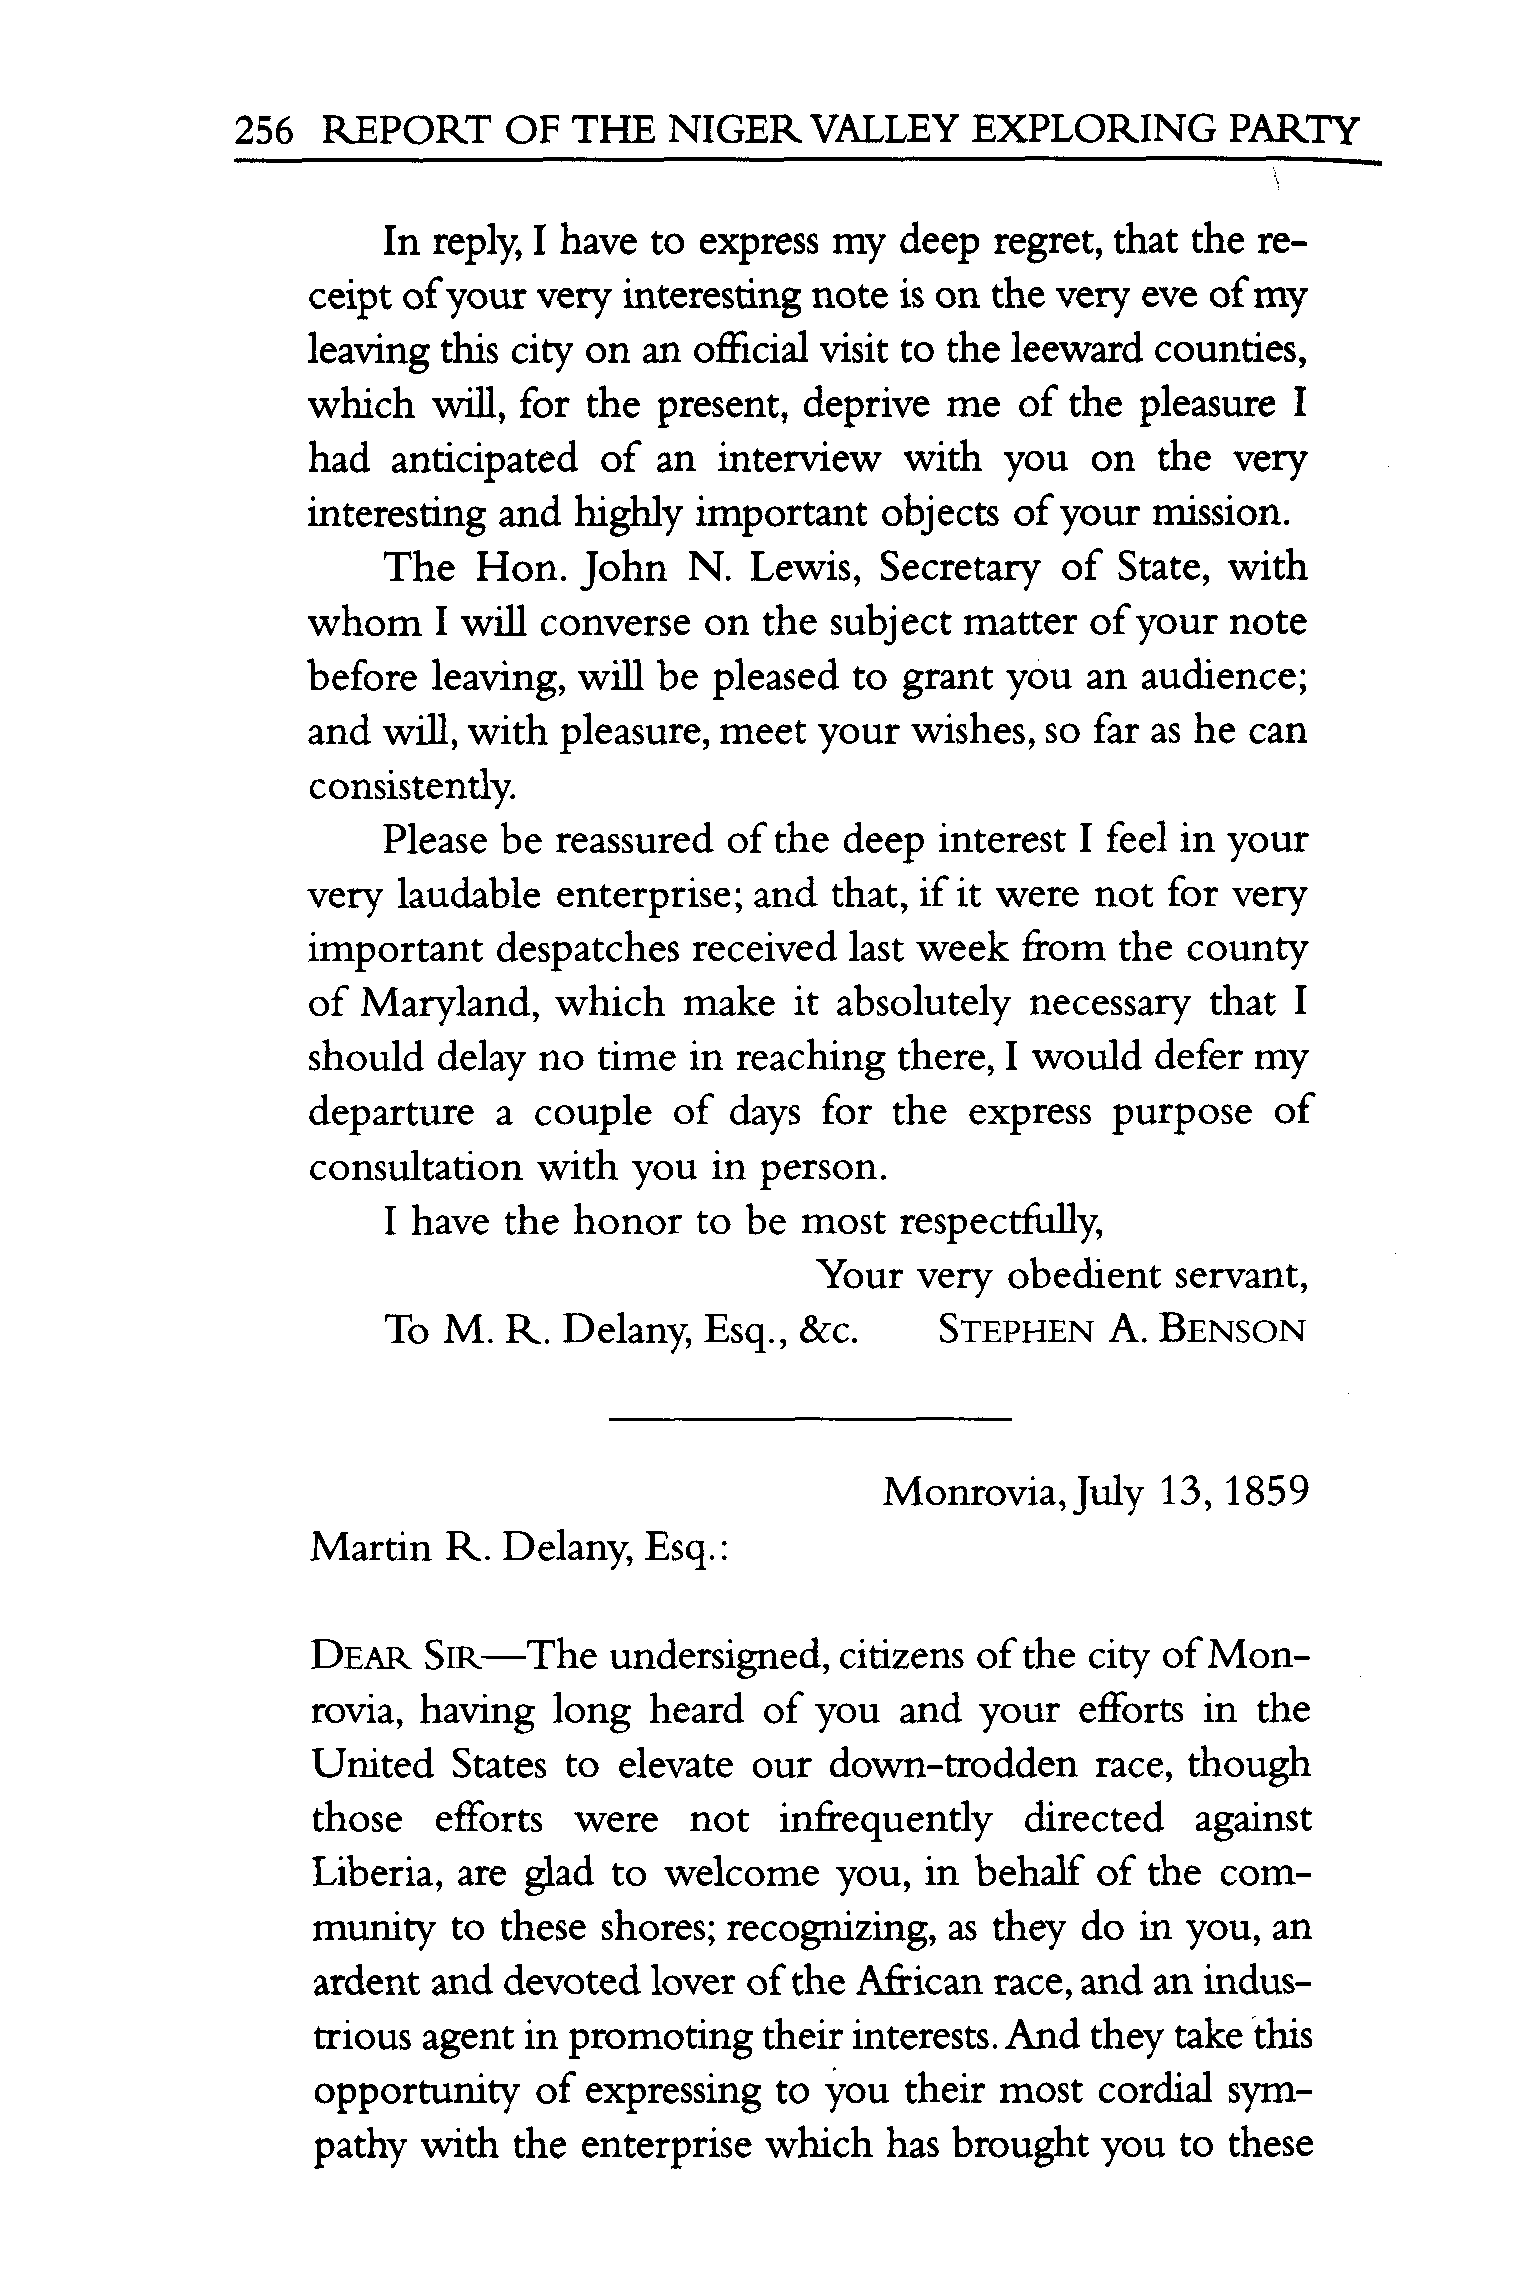 256 REPORT OF THE NIGER VALLEY EXPLORING PARTY
In reply, I have to express my deep regret, that the re-
ceipt of your very interesting note is on the very eve of my
leaving this city on an official visit to the leeward counties,
which will, for the present, deprive me of the pleasure I
had anticipated of an interview with you on the very
interesting and highly important objects of your mission.
The Hon. John N. Lewis, Secretary of State, with
whom I will converse on the subject matter of your note
before leaving, will be pleased to grant you an audience;
and will, with pleasure, meet your wishes, so far as he can
consistently.
Please be reassured of the deep interest I feel in your
very laudable enterprise; and that, if it were not for very
important despatches received last week from the county
of Maryland, which make it absolutely necessary that I
should delay no time in reaching there, I would defer my
departure a couple of days for the express purpose of
consultation with you in person.
I have the honor to be most respectfully,
Your very obedient servant,
To M. R. Delany, Esq., &c. STEPHEN A. BENSON
Monrovia, July 13, 1859
Martin R. Delany, Esq.:
DEAR SIR—The undersigned, citizens of the city of Mon-
rovia, having long heard of you and your efforts in the
United States to elevate our down-trodden race, though
those efforts were not infrequently directed against
Liberia, are glad to welcome you, in behalf of the com-
munity to these shores; recognizing, as they do in you, an
ardent and devoted lover of the African race, and an indus-
trious agent in promoting their interests. And they take this
opportunity of expressing to you their most cordial sym-
pathy with the enterprise which has brought you to these